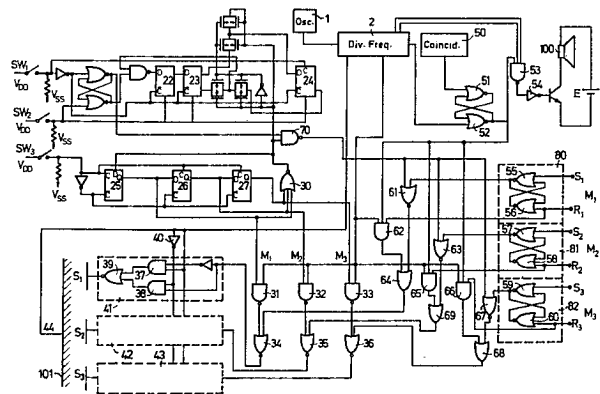 Osc. 1
2
Div. Freq.
50
Coincid.
100
51
52
53
54
E
SW1
VDD
VSS
SW2
VDD
VSS
SW3
VDD
VSS
22
23
24
70
25
26
27
30
61
62
63
64
65
66
67
68
69
80
55
56
S1
R1
M1
57
58
S2
R2
81 M2
59
60
S3
R3
82 M3
M1
M2
M3
31
32
33
34
35
36
40
S1
39
37
38
41
44
S2
42
S3
43
101